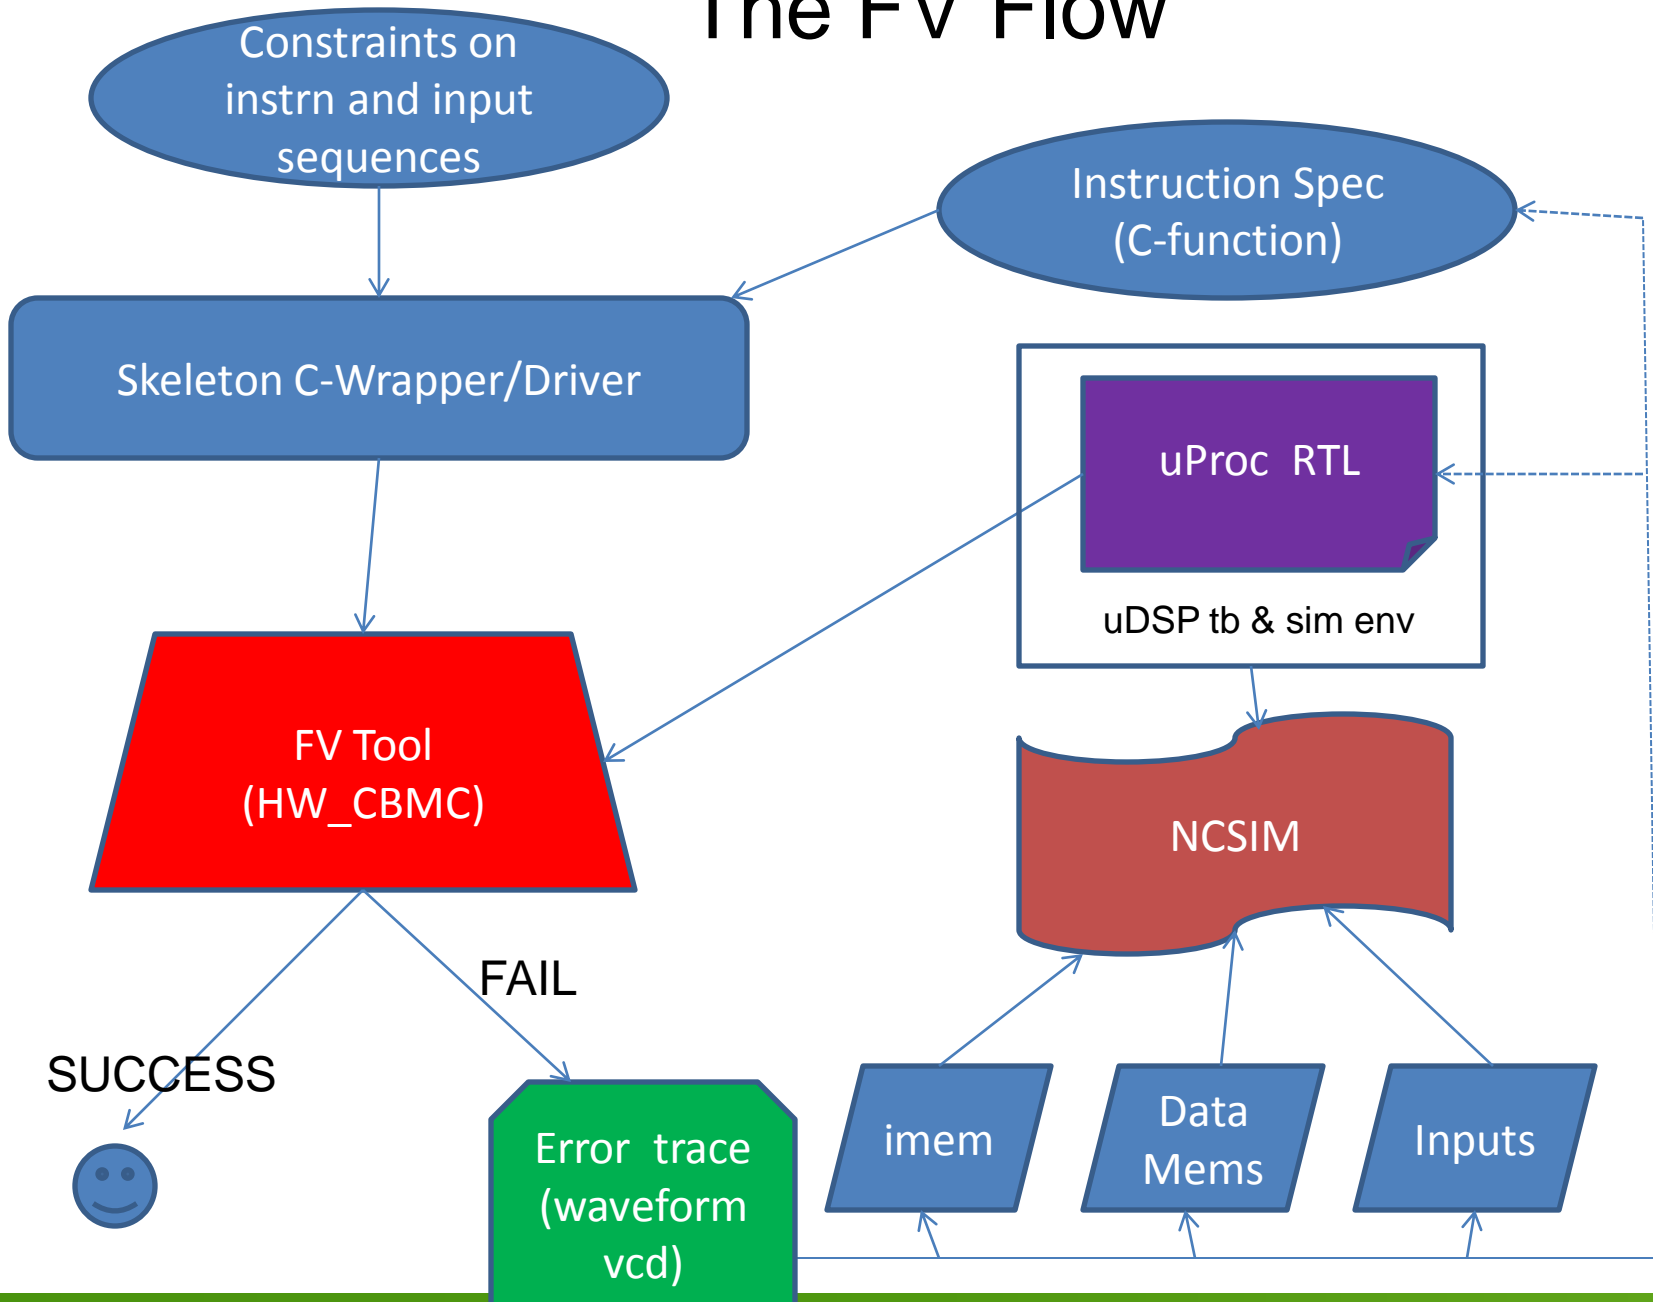 The FV Flow
Constraints on
instrn and input
sequences
Instruction Spec
(C-function)
Skeleton C-Wrapper/Driver
uProc RTL
uDSP tb & sim env
FV Tool
(HW_CBMC)
NCSIM
FAIL
SUCCESS
Error trace
(waveform
vcd)
imem
Data
Mems
Inputs